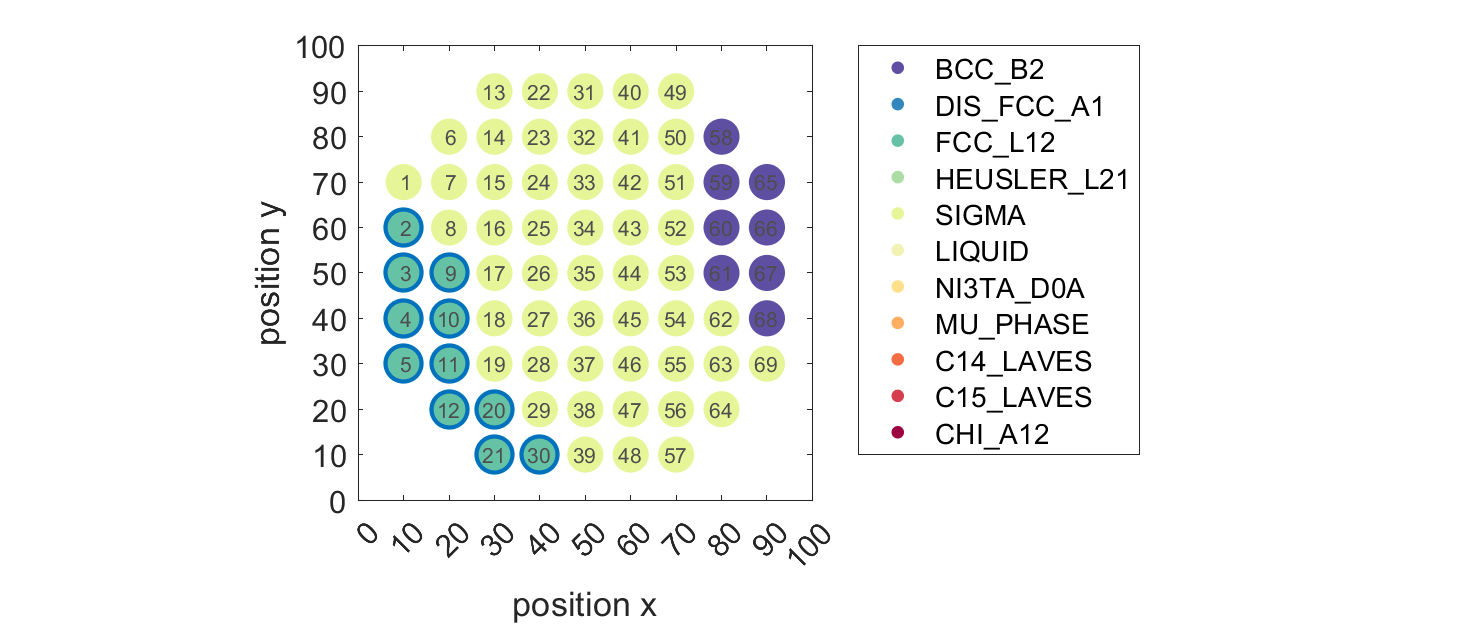 100
90
80
70
60
50
40
30
20
10
0
13 22 31 40 49
6 14 23 32 41 50 58
1 7 15 24 33 42 51 59 65
2 8 16 25 34 43 52 60 66
3 9 17 26 35 44 53 61 67
4 10 18 27 36 45 54 62 68
5 11 19 28 37 46 55 63 69
12 20 29 38 47 56 64
21 30 39 48 57
0 10 20 30 40 50 60 70 80 90 100
position x
position y
BCC_B2
DIS_FCC_A1
FCC_L12
HEUSLER_L21
SIGMA
LIQUID
NI3TA_D0A
MU_PHASE
C14_LAVES
C15_LAVES
CHI_A12